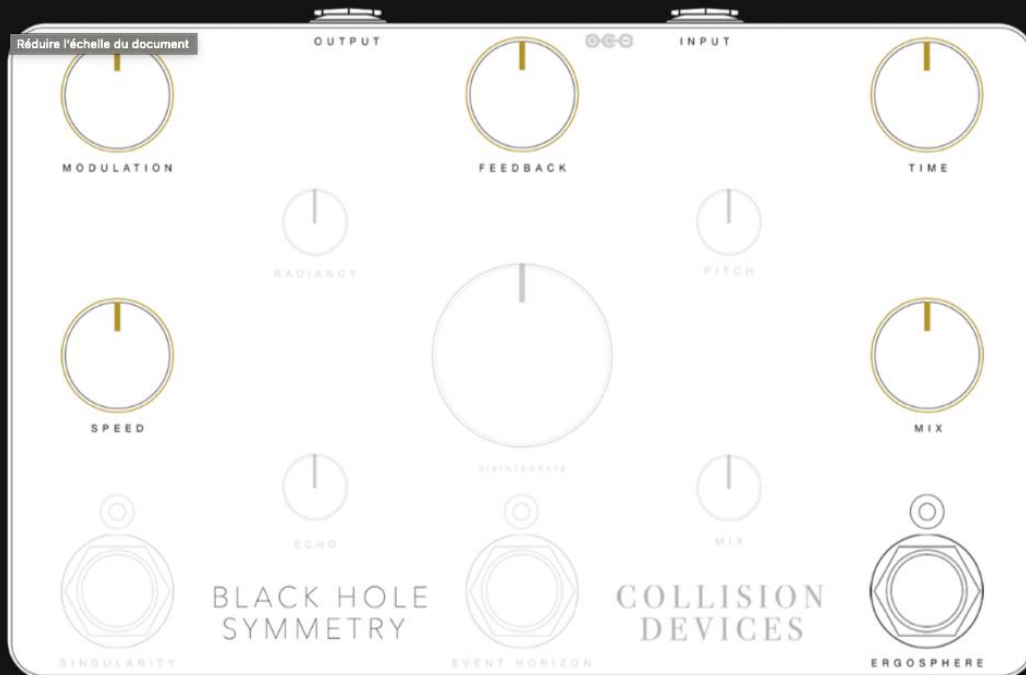 Réduire l'échelle du document
OUTPUT
INPUT
MODULATION
FEEDBACK
TIME
RADIANCY
PITCH
SPEED
DISINTEGRATE
MIX
ECHO
MIX
BLACK HOLE
SYMMETRY
COLLISION
DEVICES
SINGULARITY
EVENT HORIZON
ERGOSPHERE